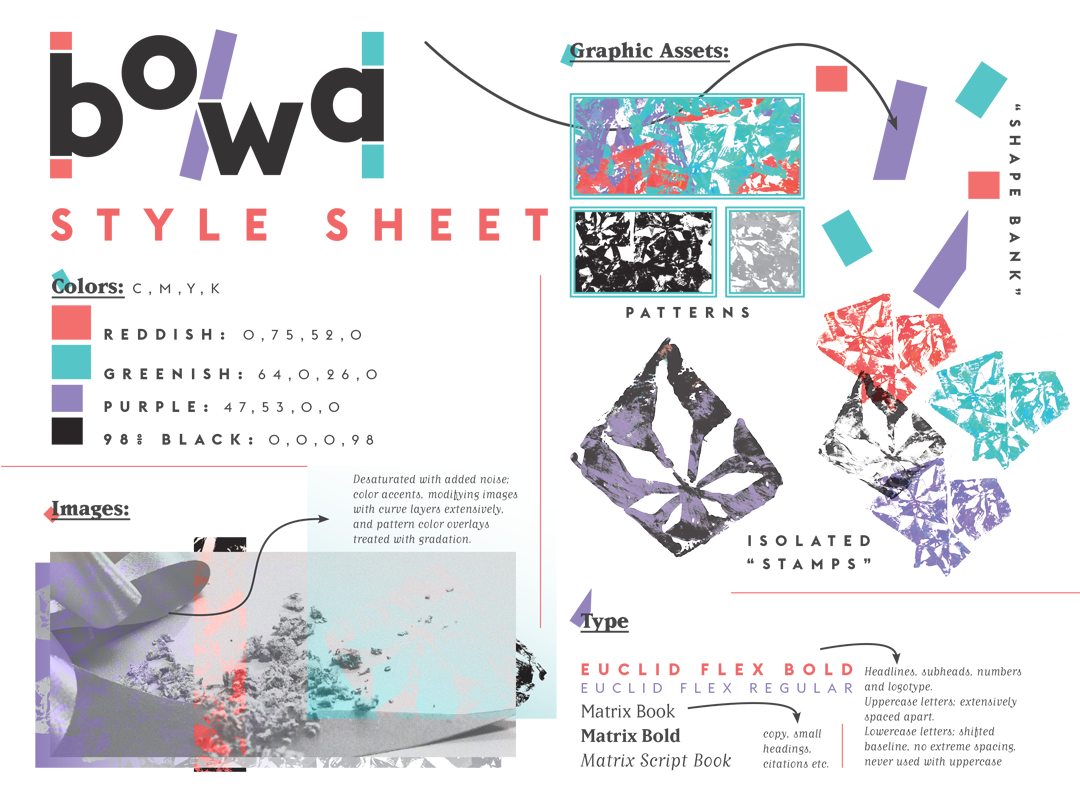 bowa
STYLE SHEET
Colors: C,M,Y,K
REDDISH: 0,75,52,0
GREENISH: 64,0,26,0
PURPLE: 47,53,0,0
98% BLACK: 0,0,0,98
Images:
Desaturated with added noise;
color accents, modifying images
with curve layers extensively,
and pattern color overlays
treated with gradation.
Graphic Assets:
“SHAPE BANK”
PATTERNS
ISOLATED
“STAMPS”
Type
EUCLID FLEX BOLD
EUCLID FLEX REGULAR
Matrix Book
Matrix Bold
Matrix Script Book
copy, small
headings,
citations etc.
Headlines, subheads, numbers
and logotype.
Uppercase letters; extensively
spaced apart.
Lowercase letters; shifted
baseline, no extreme spacing,
never used with uppercase